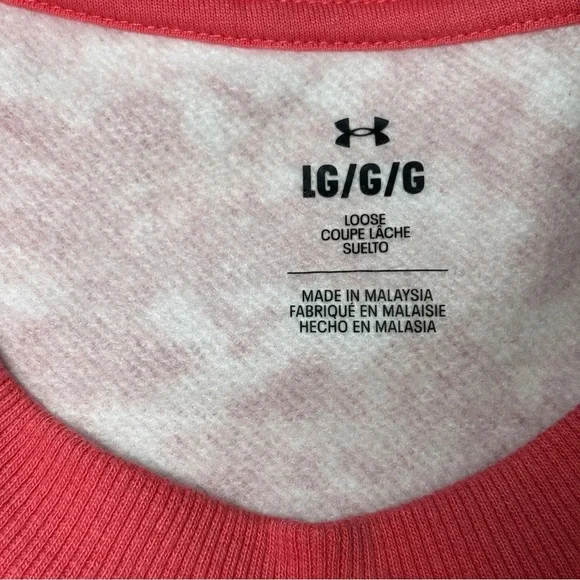 LG/G/G
LOOSE
COUPE LÂCHE
SUELTO
MADE IN MALAYSIA
FABRIQUÉ EN MALAISIE
HECHO EN MALASIA